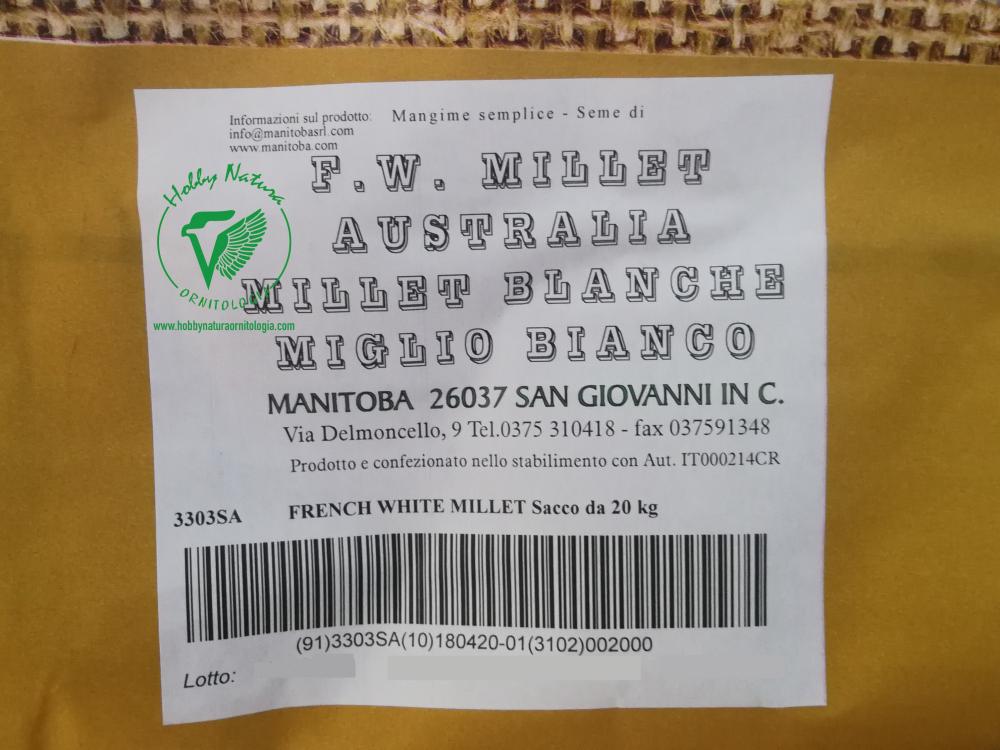 Informazioni sul prodotto: Mangime semplice - Seme di
info@manitobasrl.com
www.manitoba.com
Hobby Natura
ORNITOLOGIA
www.hobbynaturaornitologia.com
F.W. MILLET
AUSTRALIA
MILLET BLANCHE
MIGLIO BIANCO
MANITOBA 26037 SAN GIOVANNI IN C.
Via Delmoncello, 9 Tel.0375 310418 - fax 037591348
Prodotto e confezionato nello stabilimento con Aut. IT000214CR
3303SA FRENCH WHITE MILLET Sacco da 20 kg
(91)3303SA(10)180420-01(3102)002000
Lotto: